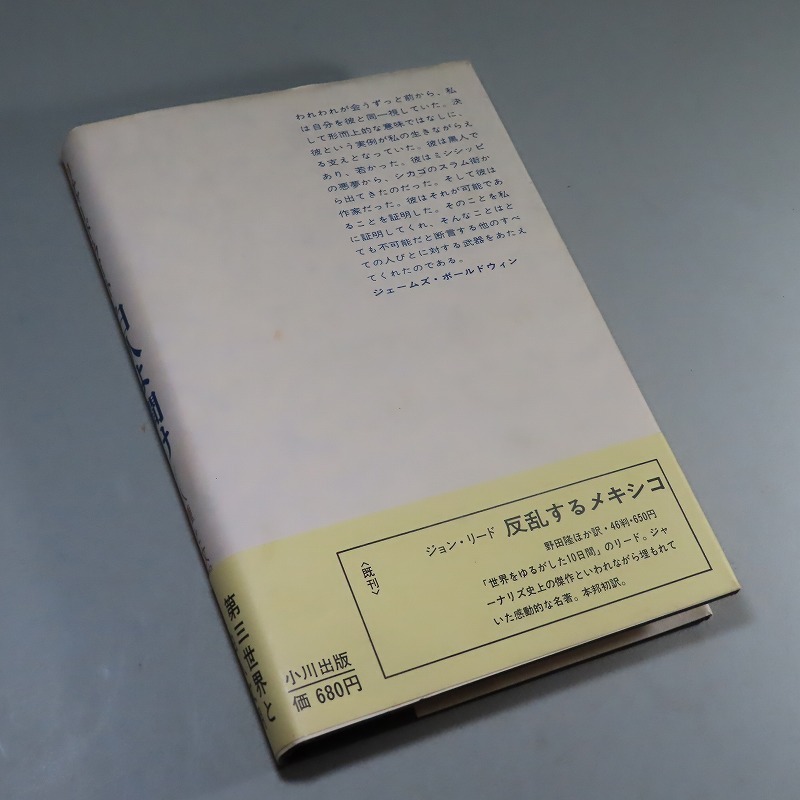 われわれが会うずっと前から、私
は自分を彼と同一視していた。決
して形而上的な意味ではなしに、
彼という実例が私の生きながらえ
る支えとなっていた。彼は黒人で
あり、若かった。彼はミシシッピ
の悪夢から、シカゴのスラム街か
ら出てきたのだった。そして彼は
作家だった。彼はそれが可能であ
ることを証明した。そのことを私
に証明してくれ、そんなことはと
ても不可能だと断言する他のすべ
ての人びとに対する武器をあたえ
てくれたのである。
ジェームズ・ボールドウィン
〈既刊〉
ジョン・リード 反乱するメキシコ
野田隆ほか訳・46判・650円
「世界をゆるがした10日間」のリード。ジャ
ーナリズ史上の傑作といわれながら埋もれて
いた感動的な名著。本邦初訳。
小川出版
価 680円
第三世界と